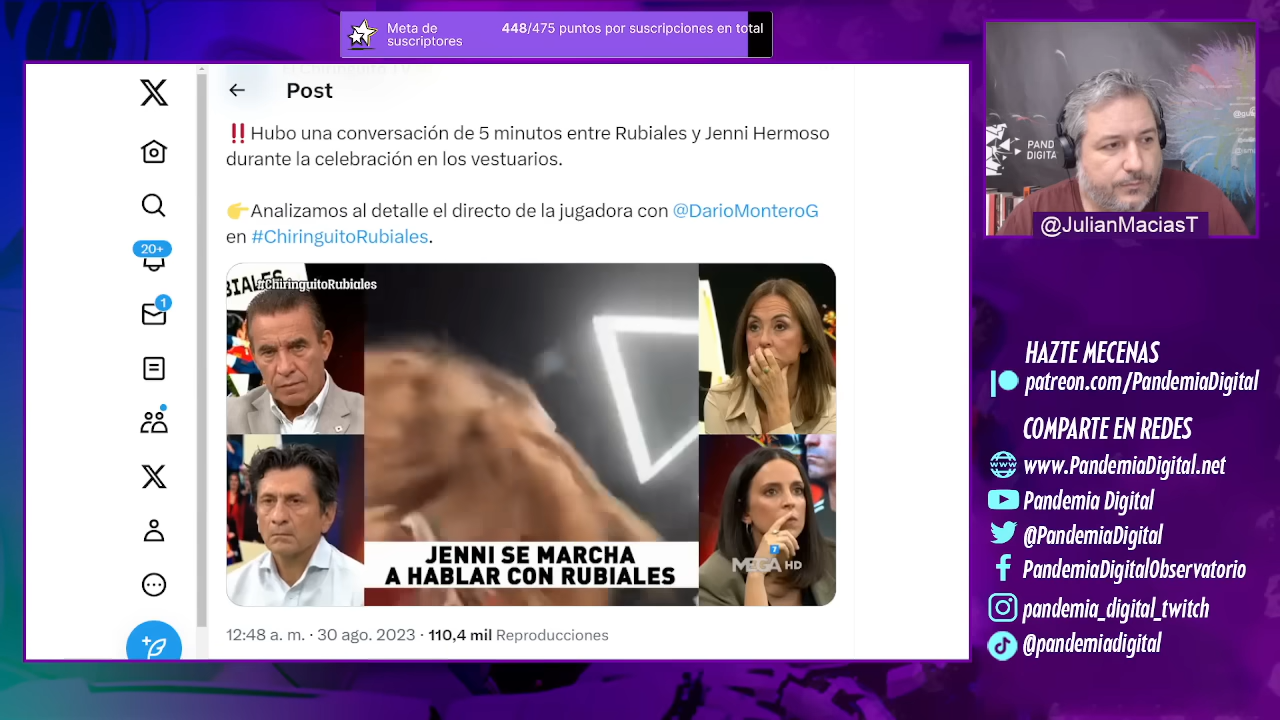 Meta de
suscriptores
448/475 puntos por suscripciones en total
Post
‼️Hubo una conversación de 5 minutos entre Rubiales y Jenni Hermoso
durante la celebración en los vestuarios.
👉Analizamos al detalle el directo de la jugadora con @DarioMonteroG
en #ChiringuitoRubiales.
20+
1
BIALES
#ChiringuitoRubiales
JENNI SE MARCHA
A HABLAR CON RUBIALES
7
MEGA HD
12:48 a. m. · 30 ago. 2023 · 110,4 mil Reproducciones
PAND
DIGITA
@JulianMaciasT
HAZTE MECENAS
patreon.com/PandemiaDigital
COMPARTE EN REDES
www
www.PandemiaDigital.net
Pandemia Digital
@PandemiaDigital
PandemiaDigitalObservatorio
pandemia_digital_twitch
@pandemiadigital